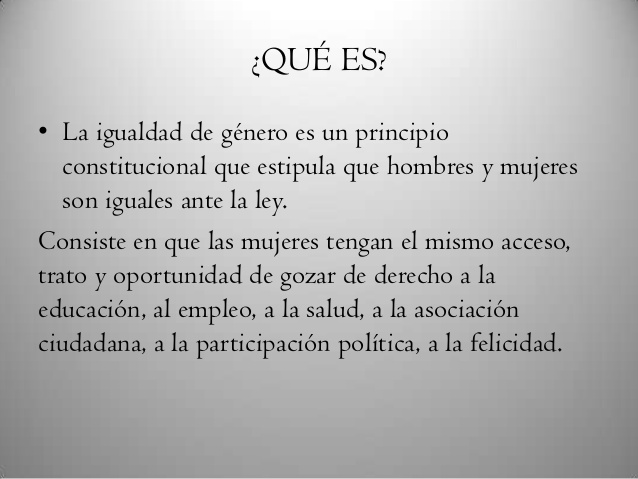 ¿QUÉ ES?
• La igualdad de género es un principio
constitucional que estipula que hombres y mujeres
son iguales ante la ley.
Consiste en que las mujeres tengan el mismo acceso,
trato y oportunidad de gozar de derecho a la
educación, al empleo, a la salud, a la asociación
ciudadana, a la participación política, a la felicidad.